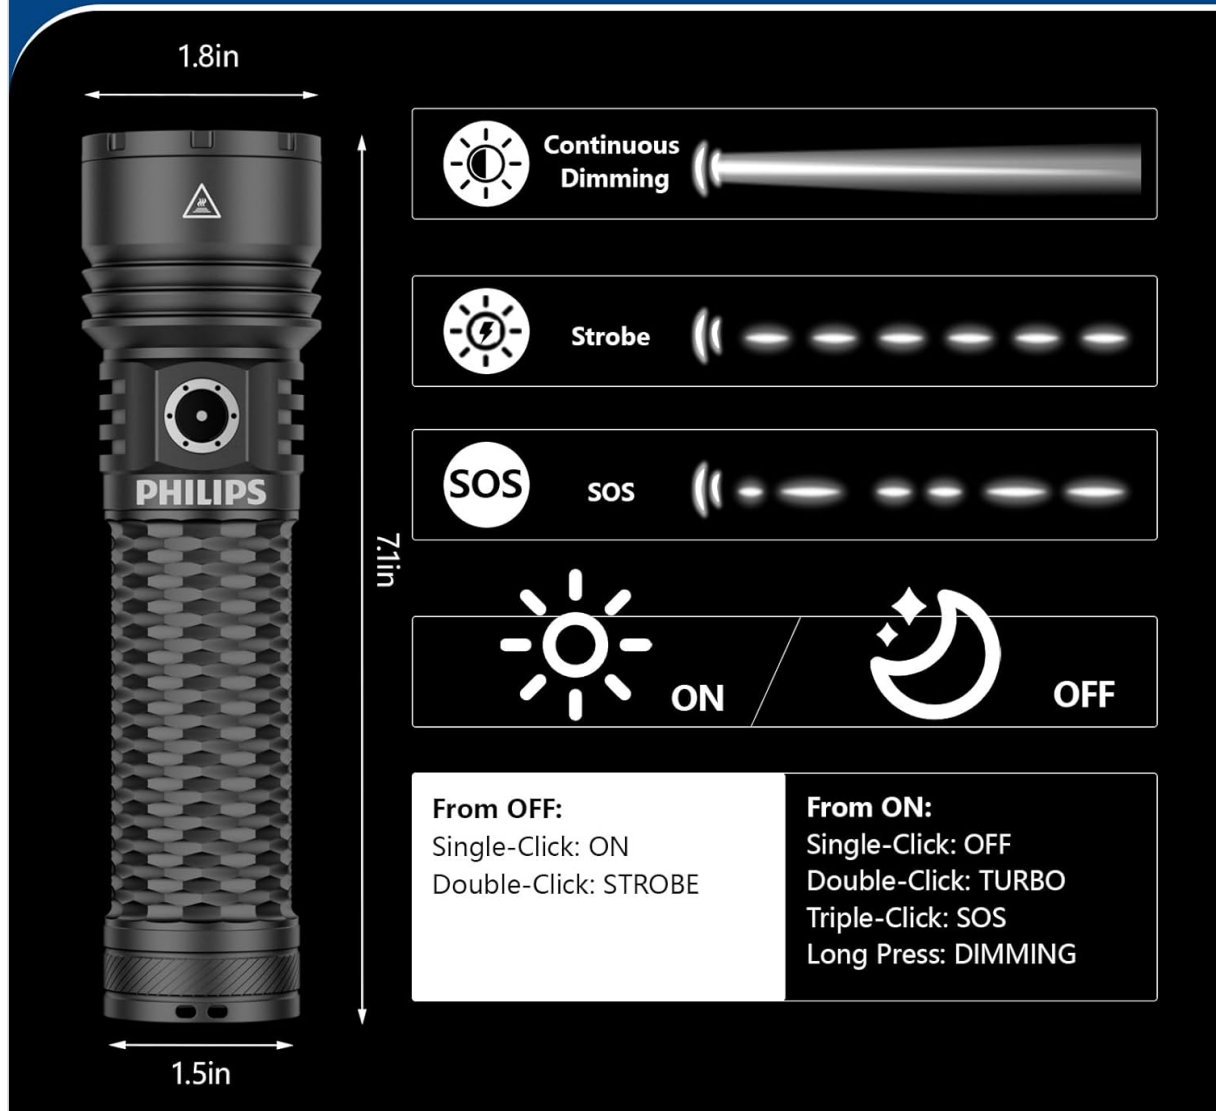 1.8in
Continuous
Dimming
Strobe
SOS
SOS
PHILIPS
7.1in
ON
OFF
From OFF:
Single-Click: ON
Double-Click: STROBE
From ON:
Single-Click: OFF
Double-Click: TURBO
Triple-Click: SOS
Long Press: DIMMING
1.5in